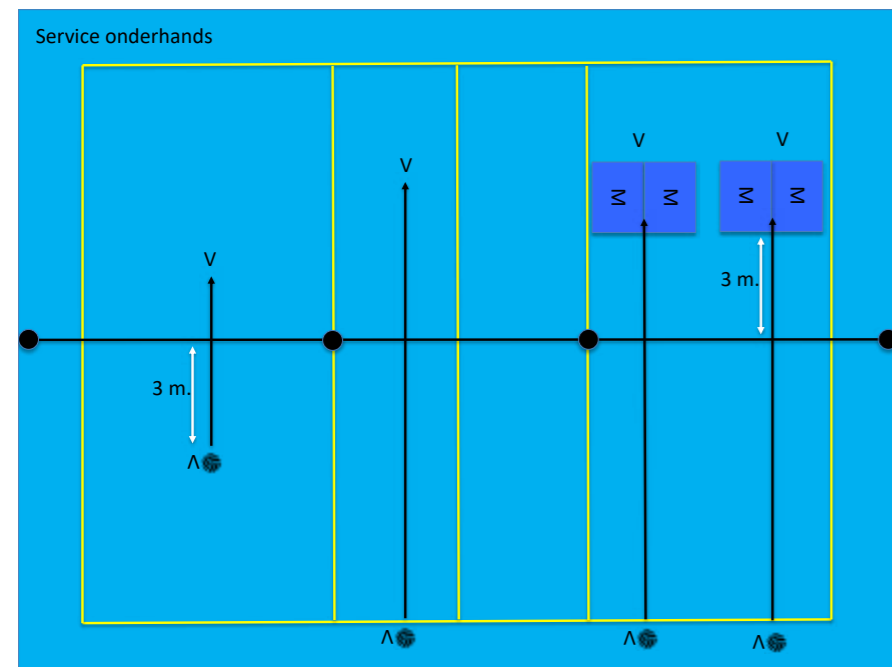 Service onderhands
V V
V
M M M M
V
3 m.
3 m.
Λ
Λ Λ Λ